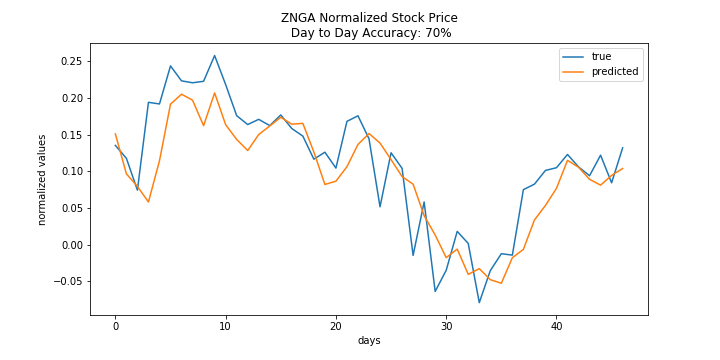 ZNGA Normalized Stock Price
Day to Day Accuracy: 70%
true
predicted
normalized values
0.25
0.20
0.15
0.10
0.05
0.00
−0.05
0 10 20 30 40
days